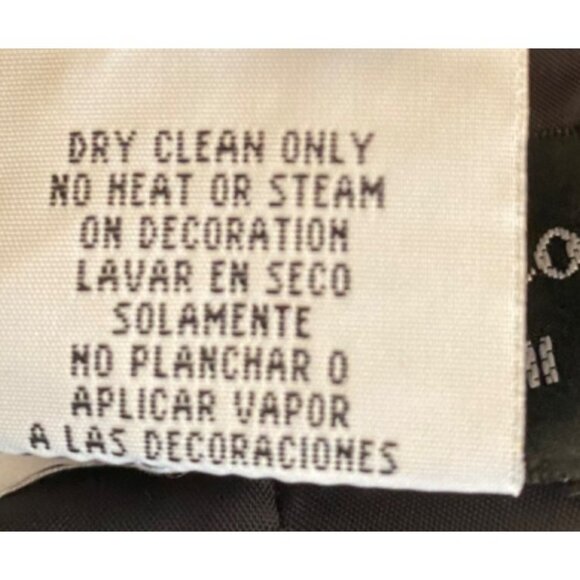 DRY CLEAN ONLY
NO HEAT OR STEAM
ON DECORATION
LAVAR EN SECO
SOLAMENTE
NO PLANCHAR O
APLICAR VAPOR
A LAS DECORACIONES